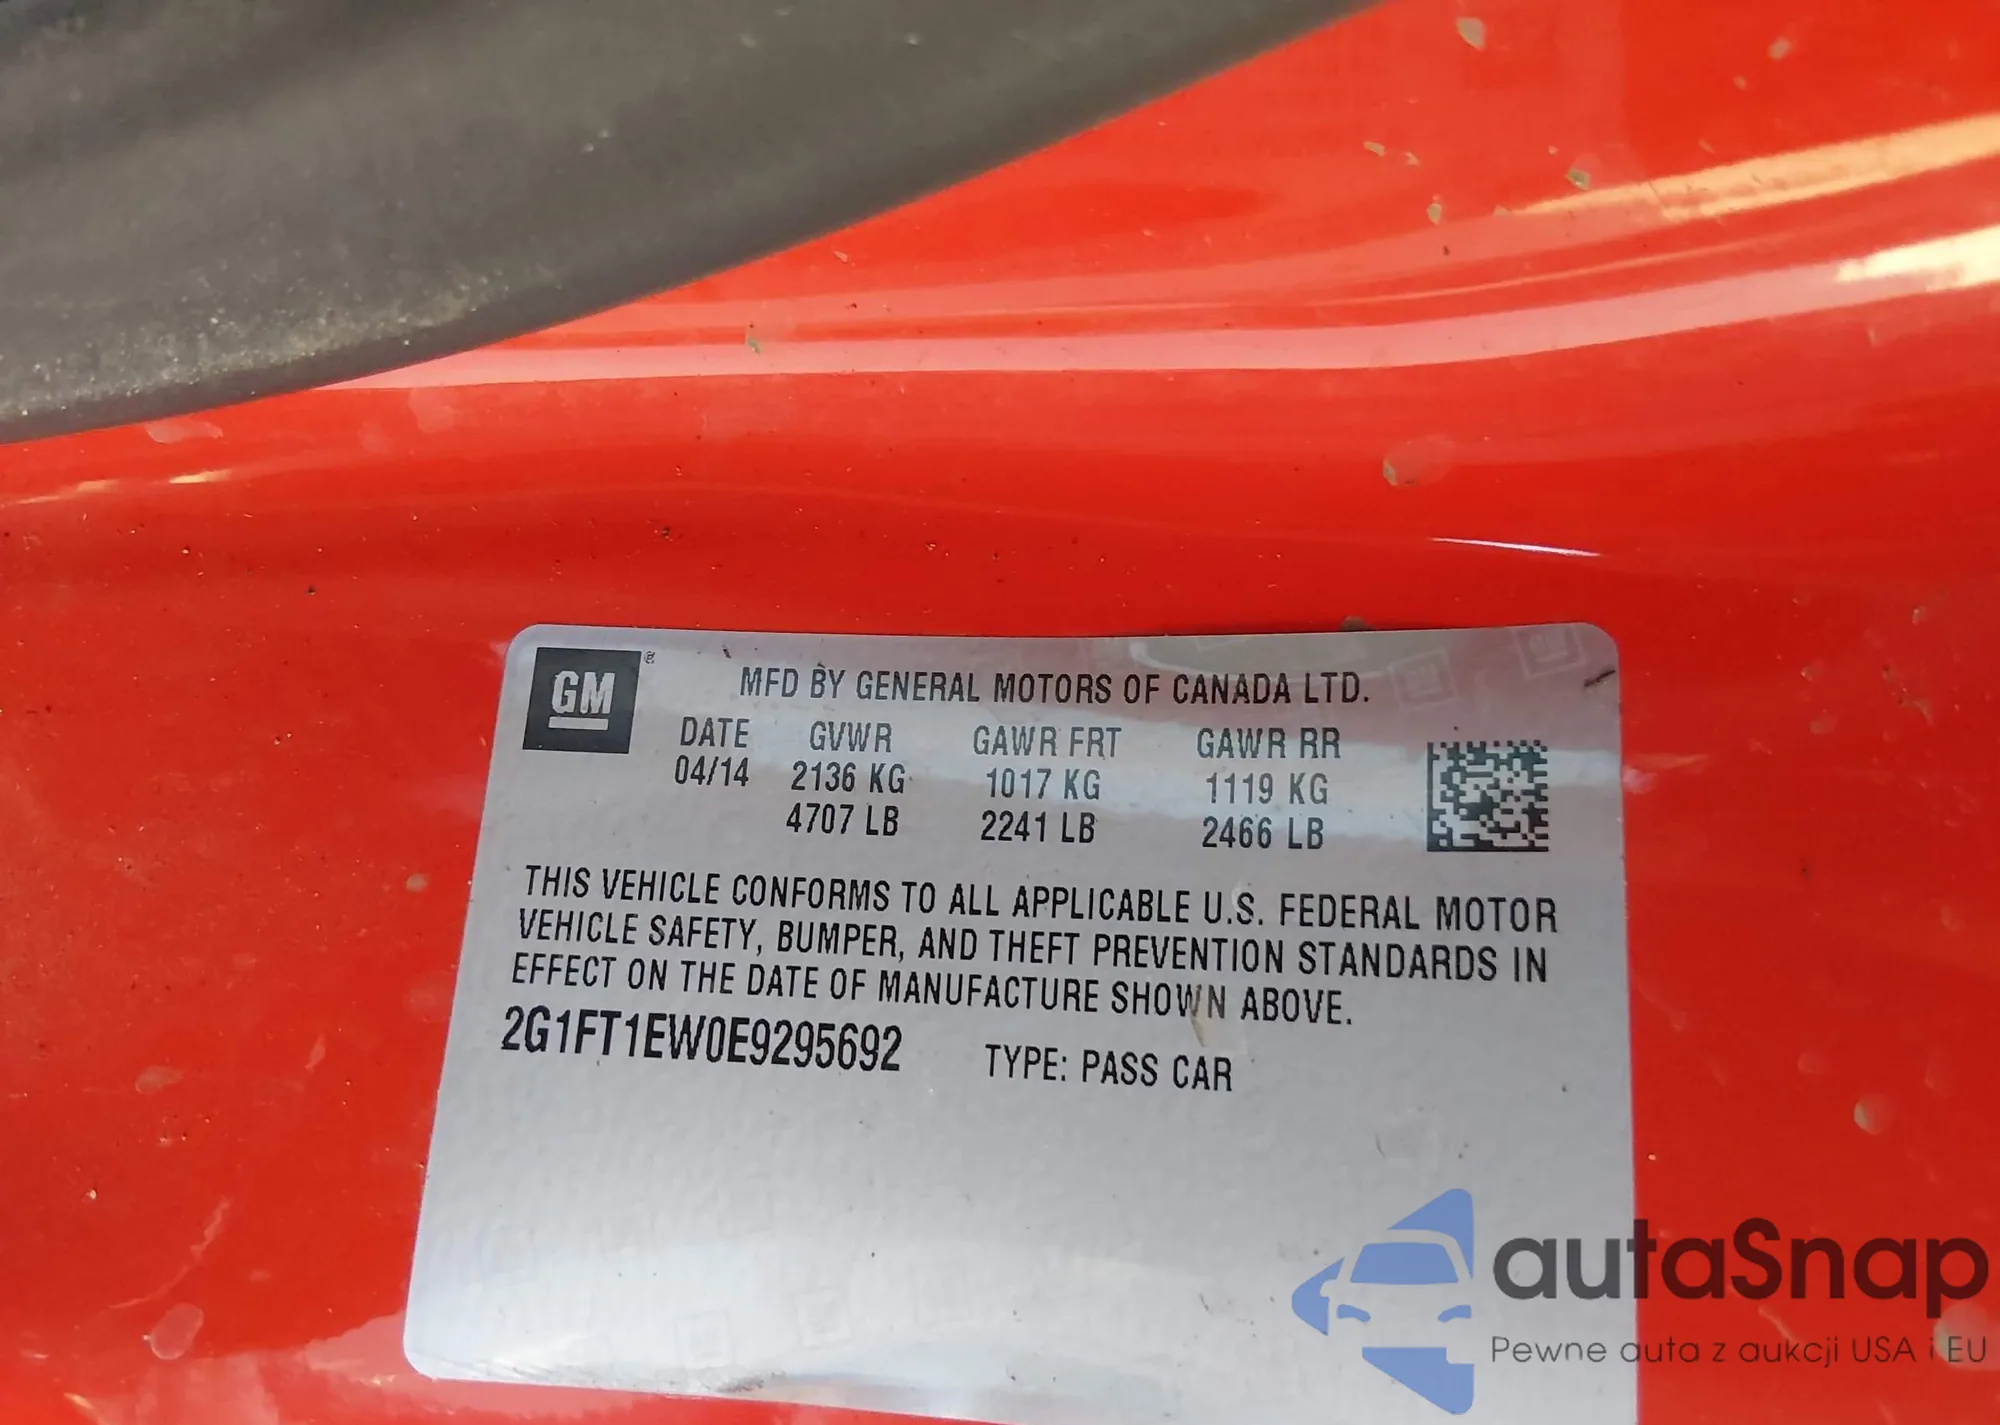 GM ®
MFD BY GENERAL MOTORS OF CANADA LTD.
DATE GVWR GAWR FRT GAWR RR
04/14 2136 KG 1017 KG 1119 KG
4707 LB 2241 LB 2466 LB
THIS VEHICLE CONFORMS TO ALL APPLICABLE U.S. FEDERAL MOTOR
VEHICLE SAFETY, BUMPER, AND THEFT PREVENTION STANDARDS IN
EFFECT ON THE DATE OF MANUFACTURE SHOWN ABOVE.
2G1FT1EW0E9295692 TYPE: PASS CAR
autaSnap
Pewne auta z aukcji USA i EU